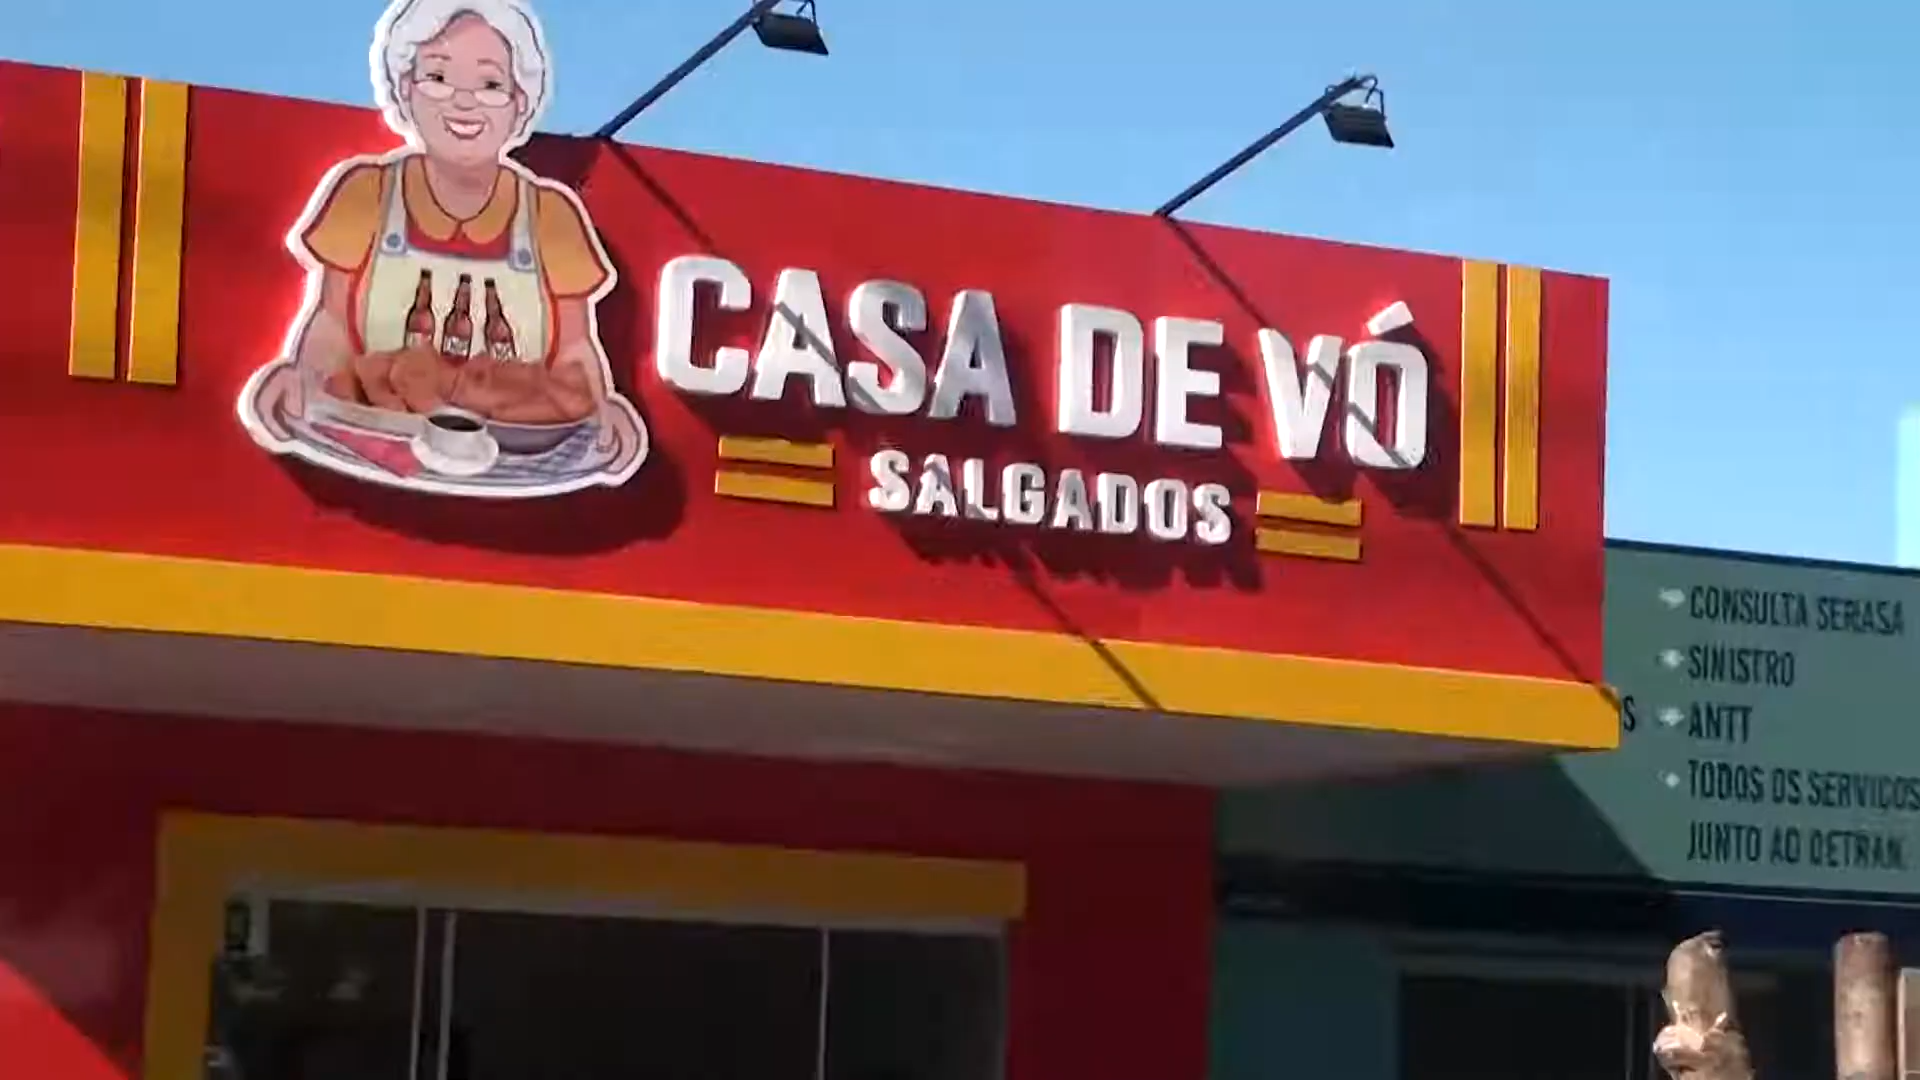 CASA DE VÓ
SALGADOS
CONSULTA SERASA
SINISTRO
S
ANTT
TODOS OS SERVIÇOS
JUNTO AO DETRAN.